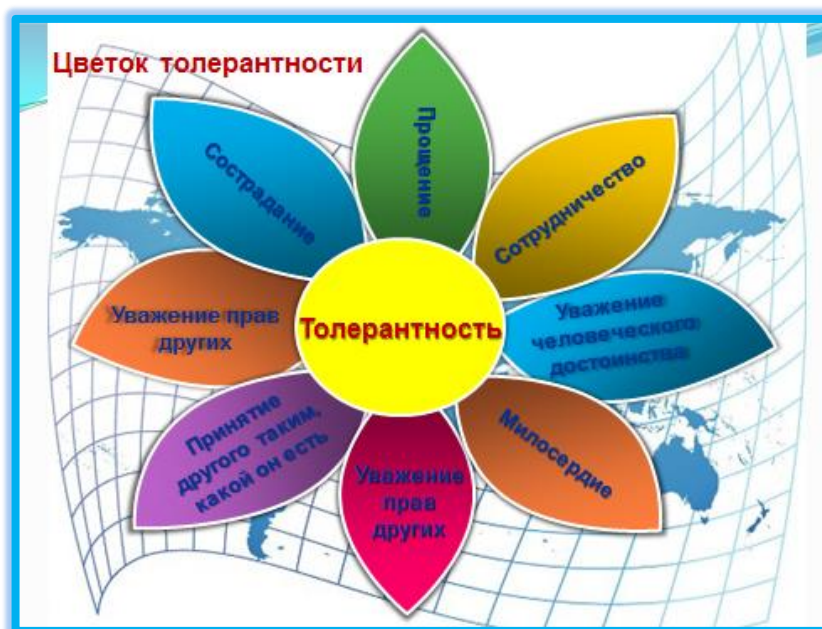 Цветок толерантности
Прощение
Сотрудничество
Сострадание
Уважение
человеческого
достоинства
Уважение прав
других
Толерантность
Принятие
другого таким,
какой он есть
Милосердие
Уважение
прав
других